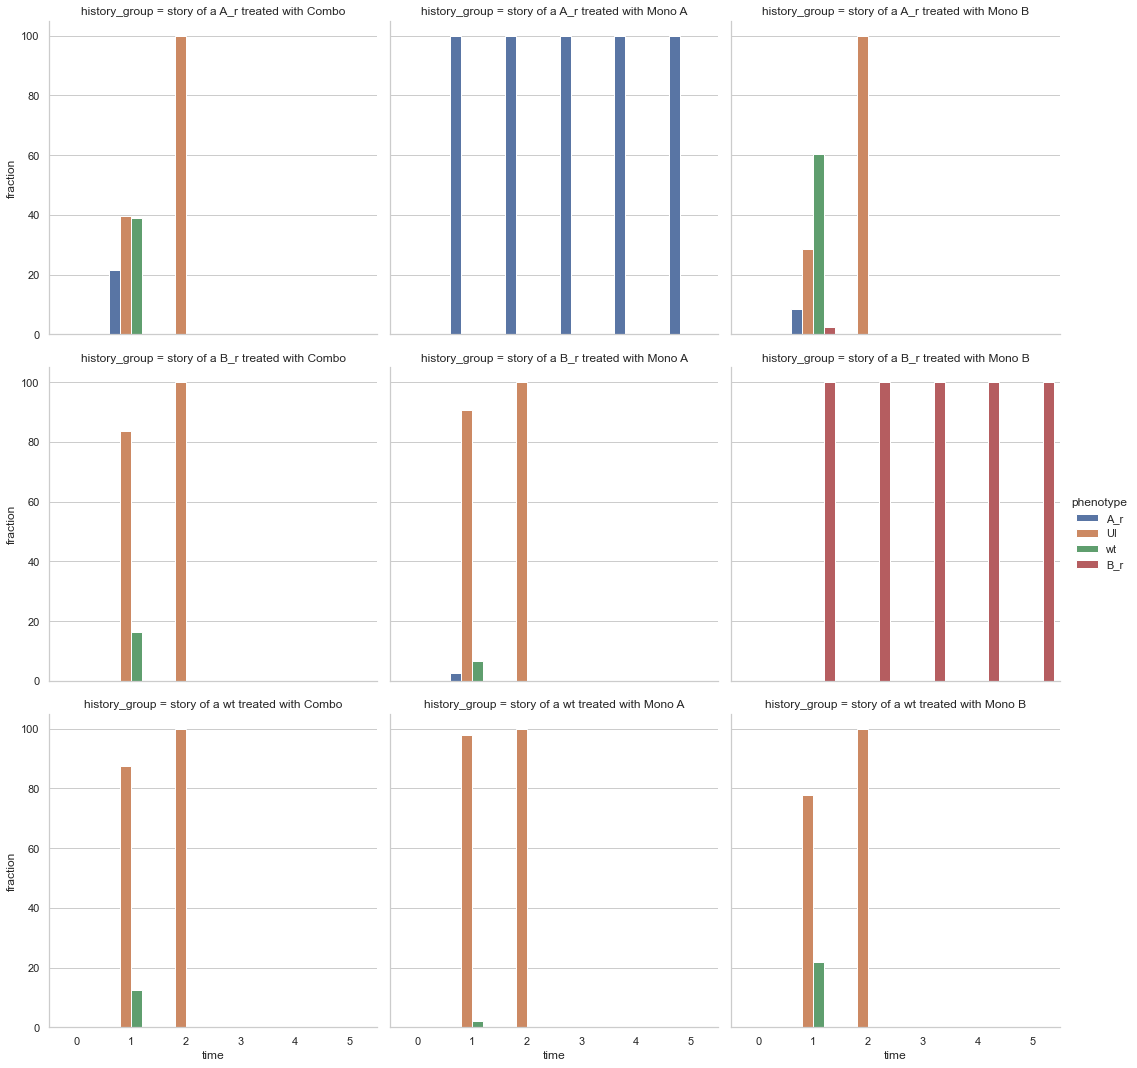 history_group = story of a A_r treated with Combo
history_group = story of a A_r treated with Mono A
history_group = story of a A_r treated with Mono B
100
80
60
40
20
0
fraction
history_group = story of a B_r treated with Combo
history_group = story of a B_r treated with Mono A
history_group = story of a B_r treated with Mono B
100
80
60
40
20
0
fraction
phenotype
A_r
UI
wt
B_r
history_group = story of a wt treated with Combo
history_group = story of a wt treated with Mono A
history_group = story of a wt treated with Mono B
100
80
60
40
20
0
fraction
0 1 2 3 4 5
time
0 1 2 3 4 5
time
0 1 2 3 4 5
time